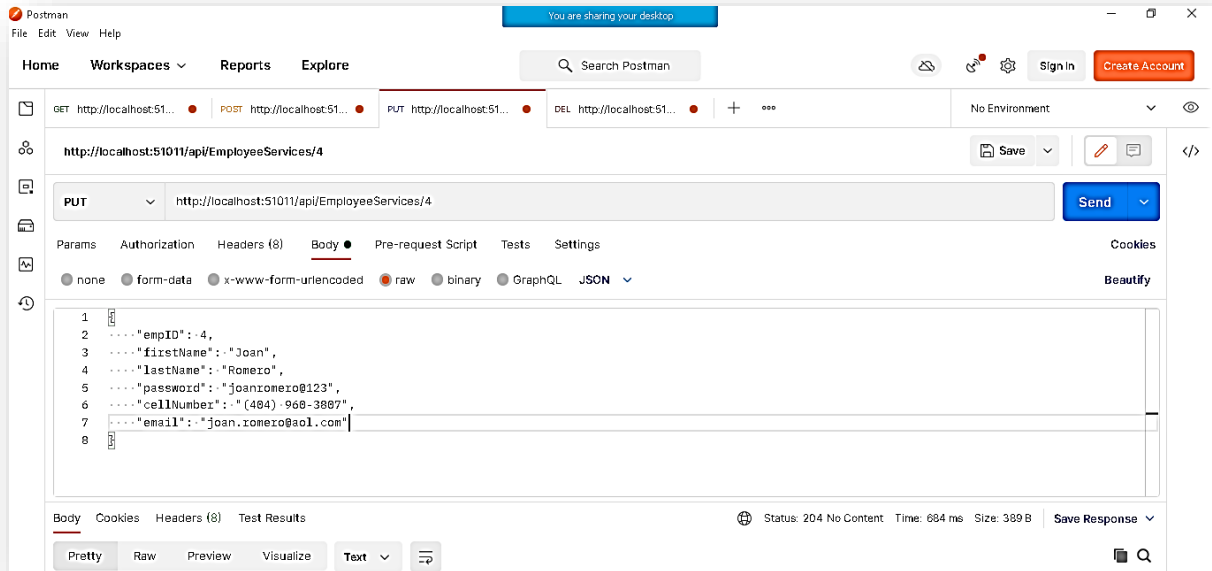 Postman
You are sharing your desktop
File Edit View Help
Home Workspaces Reports Explore Search Postman Sign In Create Account
GET http://localhost:51... POST http://localhost:51... PUT http://localhost:51... DEL http://localhost:51... + ooo No Environment
http://localhost:51011/api/EmployeeServices/4 Save </>
PUT http://localhost:51011/api/EmployeeServices/4 Send
Params Authorization Headers (8) Body Pre-request Script Tests Settings Cookies
none form-data x-www-form-urlencoded raw binary GraphQL JSON Beautify
1 {
2 ····"empID":·4,
3 ····"firstName":·"Joan",
4 ····"lastName":·"Romero",
5 ····"password":·"joanromero@123",
6 ····"cellNumber":·"(404)·960-3807",
7 ····"email":·"joan.romero@aol.com"
8 }
Body Cookies Headers (8) Test Results Status: 204 No Content Time: 684 ms Size: 389 B Save Response
Pretty Raw Preview Visualize Text